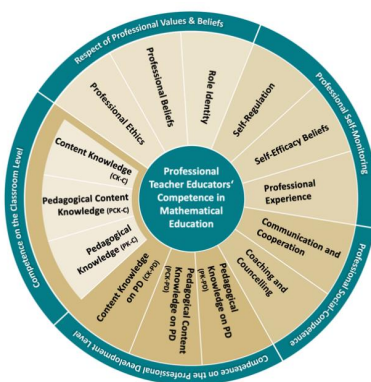 Respect of Professional Values & Beliefs
Professional Ethics
Professional Beliefs
Role Identity
Professional Self-Monitoring
Self-Regulation
Self-Efficacy Beliefs
Professional
Experience
Professional Social-Competence
Communication and
Cooperation
Coaching and
Councelling
Competence on the Professional Development Level
Pedagogical
Knowledge on PD
(PK-PD)
Pedagogical Content
Knowledge on PD
(PCK-PD)
Content Knowledge
on PD (CK-PD)
Competence on the Classroom Level
Pedagogical
Knowledge (PK-C)
Pedagogical Content
Knowledge (PCK-C)
Content Knowledge
(CK-C)
Professional
Teacher Educators'
Competence in
Mathematical
Education